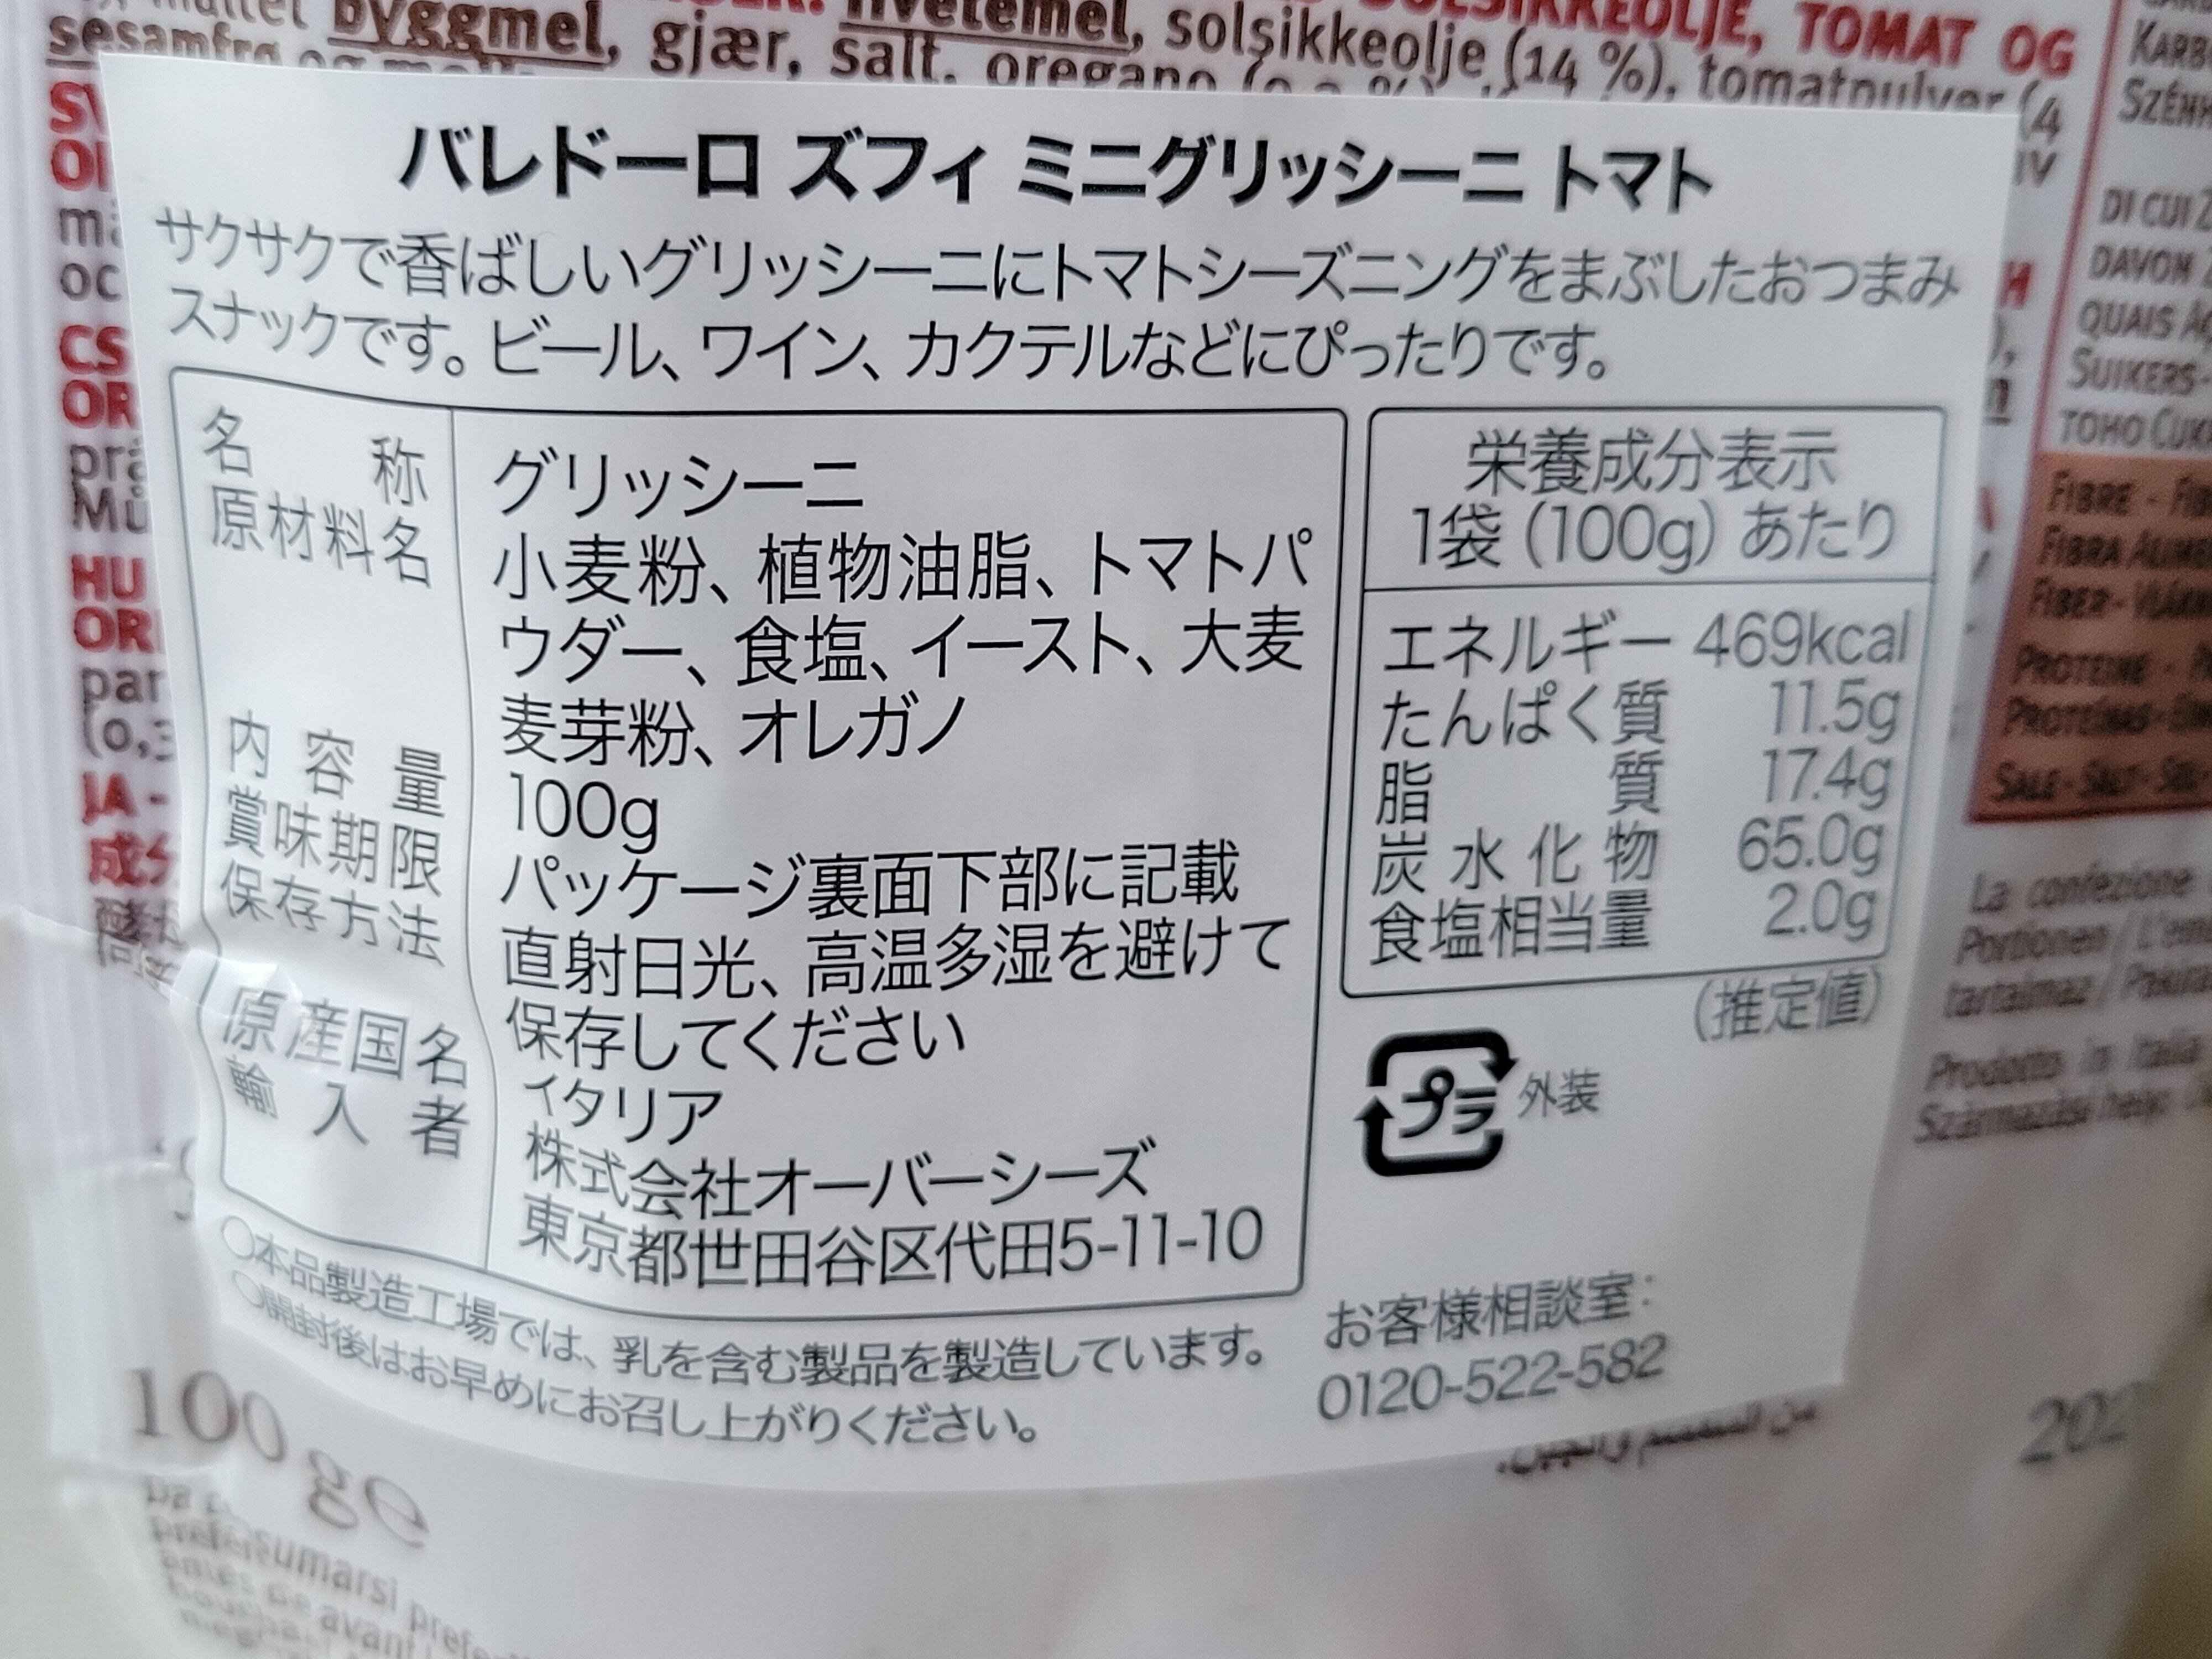 byggmel, gjær, salt, oregano
hvetemel, solsikkeolje (14 %), tomatpulver (4
SOLSIKKEOLJE, TOMAT OG
バレドーロ ズフィ ミニグリッシーニ トマト
サクサクで香ばしいグリッシーニにトマトシーズニングをまぶしたおつまみ
スナックです。ビール、ワイン、カクテルなどにぴったりです。
名称 グリッシーニ
原材料名 小麦粉、植物油脂、トマトパ
ウダー、食塩、イースト、大麦
麦芽粉、オレガノ
内容量 100g
賞味期限 パッケージ裏面下部に記載
保存方法 直射日光、高温多湿を避けて
保存してください
原産国名 イタリア
輸入者 株式会社オーバーシーズ
東京都世田谷区代田5-11-10
栄養成分表示
1袋(100g)あたり
エネルギー 469kcal
たんぱく質 11.5g
脂質 17.4g
炭水化物 65.0g
食塩相当量 2.0g
(推定値)
プラ 外装
○本品製造工場では、乳を含む製品を製造しています。
○開封後はお早めにお召し上がりください。
お客様相談室:
0120-522-582
100 g e